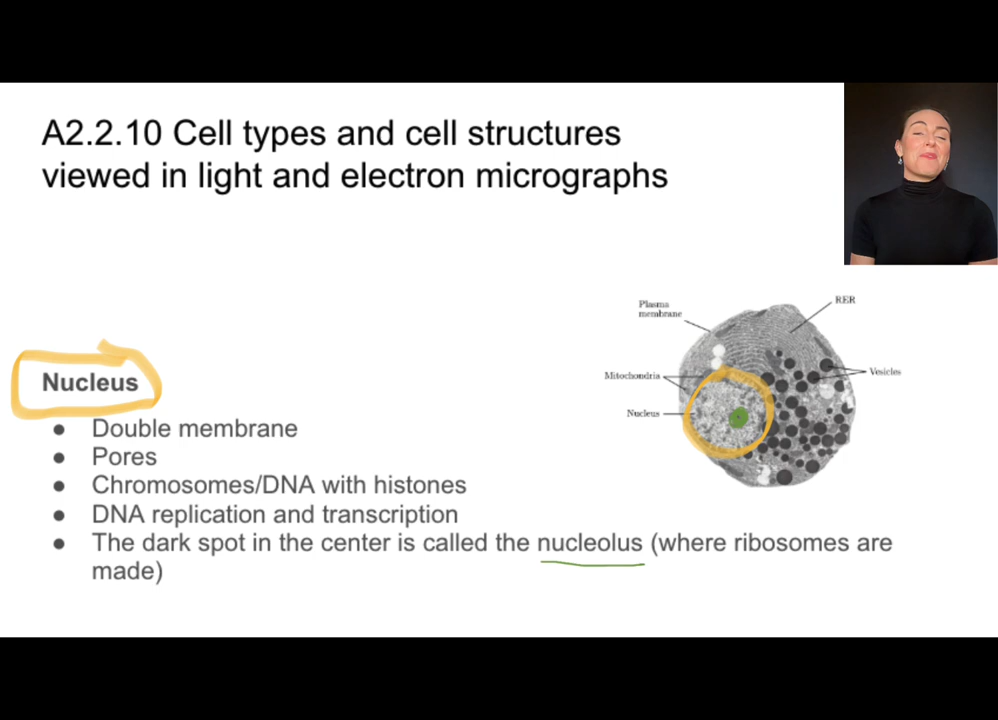 A2.2.10 Cell types and cell structures
viewed in light and electron micrographs
Plasma
membrane
RER
Mitochondria
Vesicles
Nucleus
Nucleus
● Double membrane
● Pores
● Chromosomes/DNA with histones
● DNA replication and transcription
● The dark spot in the center is called the nucleolus (where ribosomes are
made)